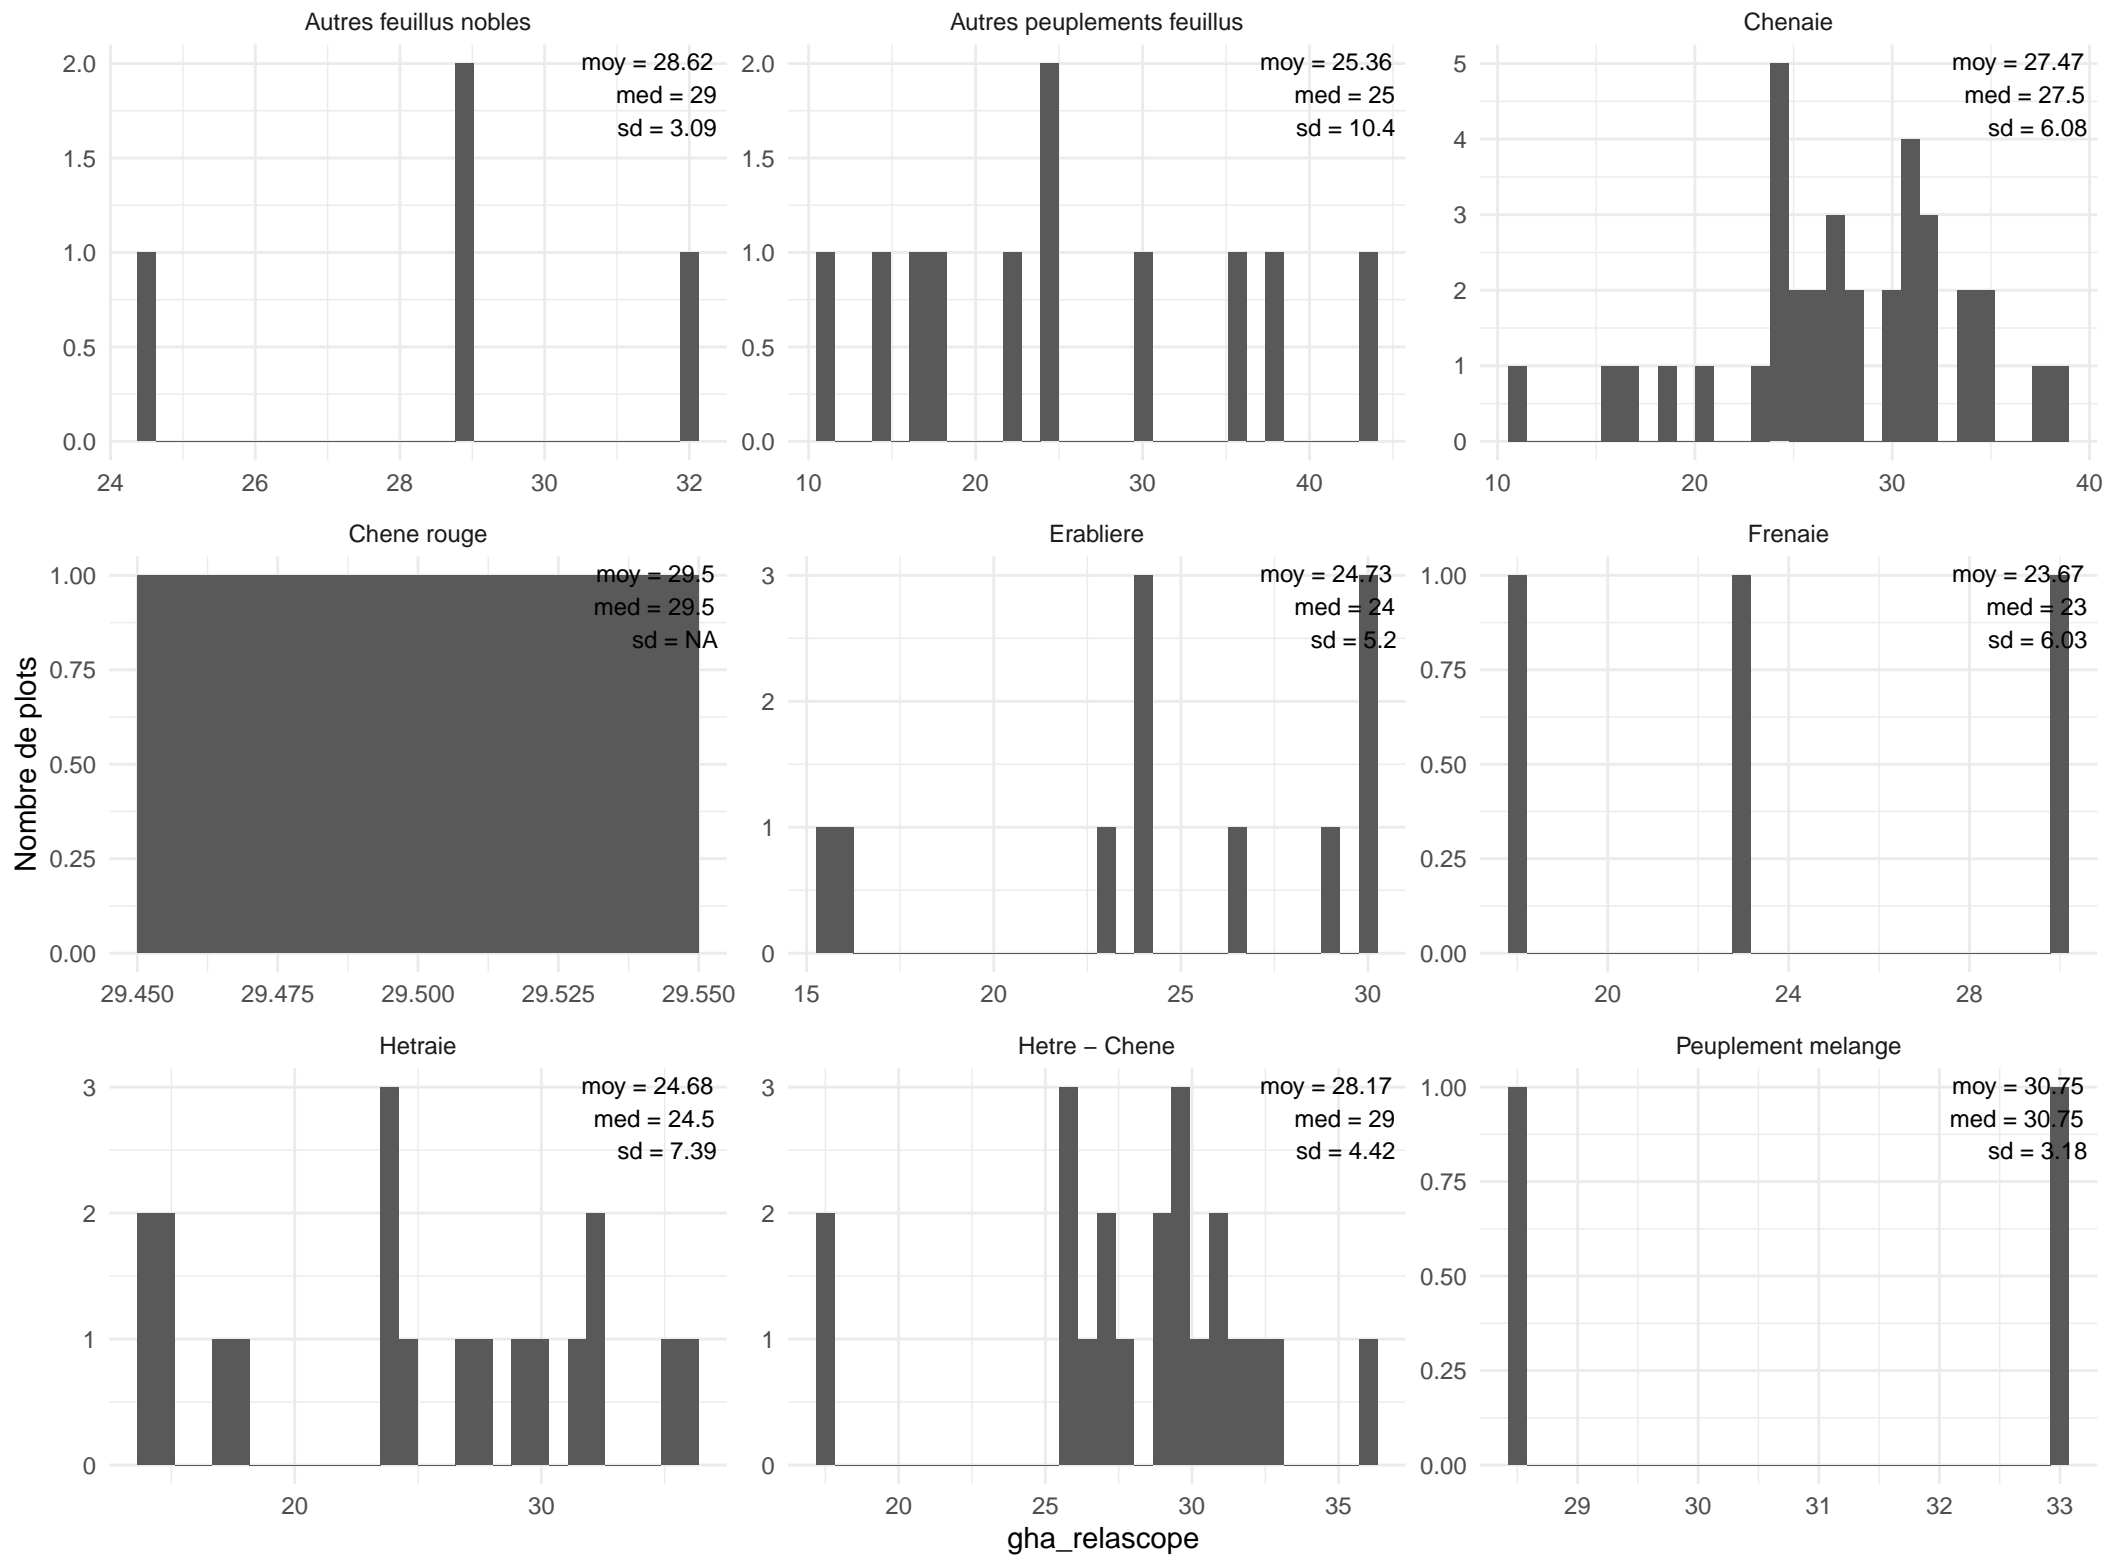 Autres feuillus nobles
moy = 28.62
med = 29
sd = 3.09
2.0
1.5
1.0
0.5
0.0
24 26 28 30 32
Autres peuplements feuillus
moy = 25.36
med = 25
sd = 10.4
2.0
1.5
1.0
0.5
0.0
10 20 30 40
Chenaie
moy = 27.47
med = 27.5
sd = 6.08
5
4
3
2
1
0
10 20 30 40
Chene rouge
moy = 29.5
med = 29.5
sd = NA
1.00
0.75
0.50
0.25
0.00
29.450 29.475 29.500 29.525 29.550
Erabliere
moy = 24.73
med = 24
sd = 5.2
3
2
1
0
15 20 25 30
Frenaie
moy = 23.67
med = 23
sd = 6.03
1.00
0.75
0.50
0.25
0.00
20 24 28
Hetraie
moy = 24.68
med = 24.5
sd = 7.39
3
2
1
0
20 30
Hetre – Chene
moy = 28.17
med = 29
sd = 4.42
3
2
1
0
20 25 30 35
Peuplement melange
moy = 30.75
med = 30.75
sd = 3.18
1.00
0.75
0.50
0.25
0.00
29 30 31 32 33
Nombre de plots
gha_relascope